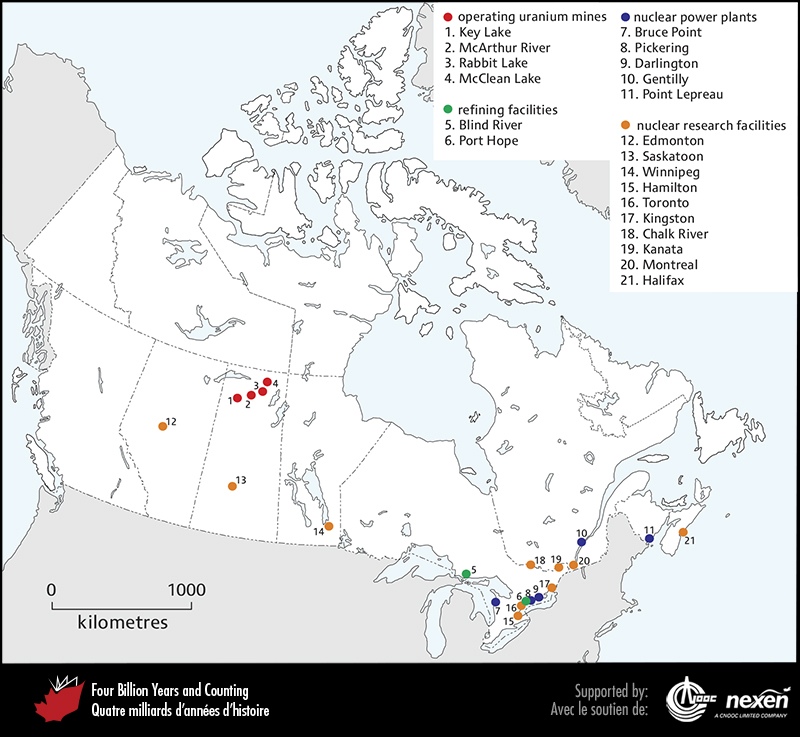 operating uranium mines
1. Key Lake
2. McArthur River
3. Rabbit Lake
4. McClean Lake
refining facilities
5. Blind River
6. Port Hope
nuclear power plants
7. Bruce Point
8. Pickering
9. Darlington
10. Gentilly
11. Point Lepreau
nuclear research facilities
12. Edmonton
13. Saskatoon
14. Winnipeg
15. Hamilton
16. Toronto
17. Kingston
18. Chalk River
19. Kanata
20. Montreal
21. Halifax
3 4
1 2
12
13
14
10
11
21
18 19 20
5
17
6 8 9
7
16
15
0 1000
kilometres
Four Billion Years and Counting
Quatre milliards d'années d'histoire
Supported by:
Avec le soutien de:
CNOOC
nexen
A CNOOC LIMITED COMPANY